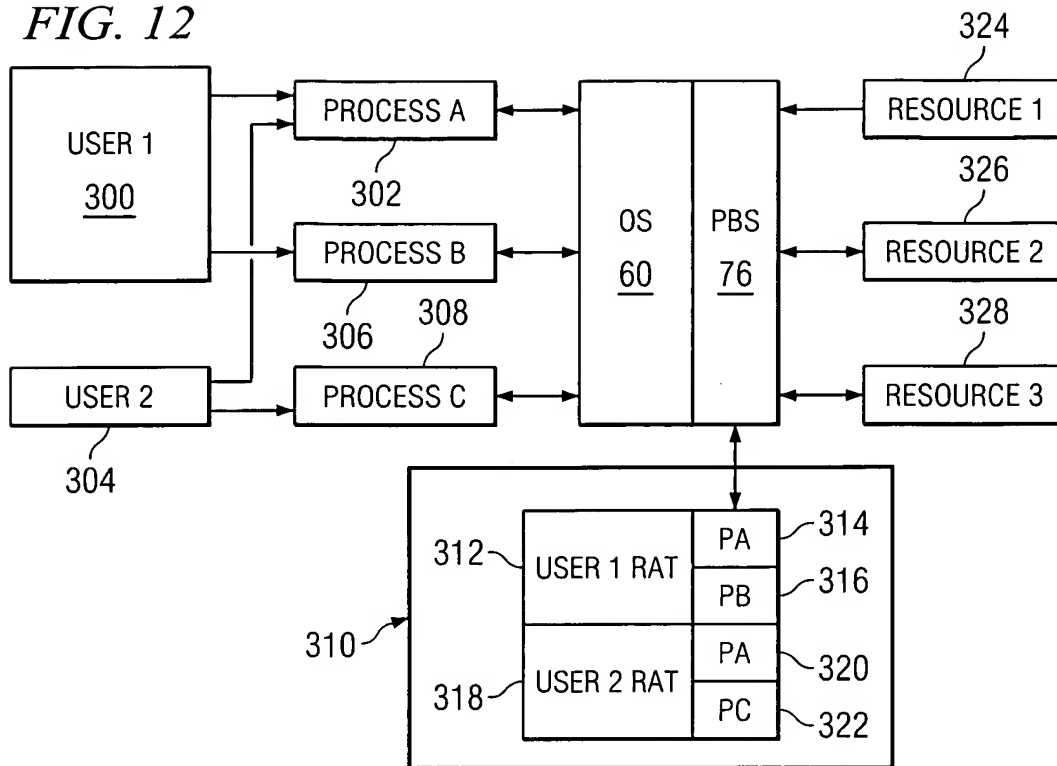 FIG. 12
324
USER 1
300
PROCESS A
302
OS
60
PBS
76
RESOURCE 1
326
PROCESS B
306
RESOURCE 2
308
328
USER 2
304
PROCESS C
RESOURCE 3
310
312
USER 1 RAT
PA
314
PB
316
318
USER 2 RAT
PA
320
PC
322